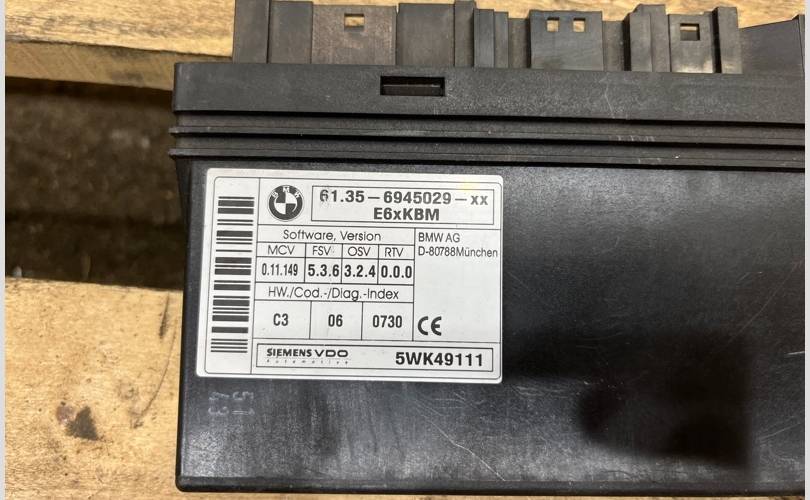 BMW
61.35-6945029-xx
E6xKBM
Software, Version
MCV FSV OSV RTV
0.11.149 5.3.6 3.2.4 0.0.0
HW./Cod.-/Diag.-Index
C3 06 0730
BMW AG
D-80788München
CE
SIEMENS VDO
Automotive
5WK49111
51
43